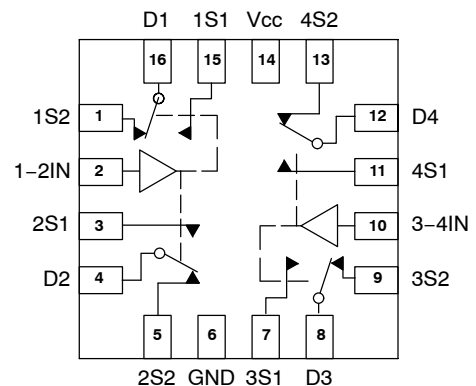 D1 1S1 Vcc 4S2
16 15 14 13
1S2 1 12 D4
1−2IN 2 11 4S1
2S1 3 10 3−4IN
D2 4 9 3S2
5 6 7 8
2S2 GND 3S1 D3